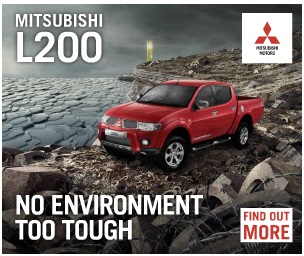 MITSUBISHI
L200
MITSUBISHI
MOTORS
NO ENVIRONMENT
TOO TOUGH
FIND OUT
MORE